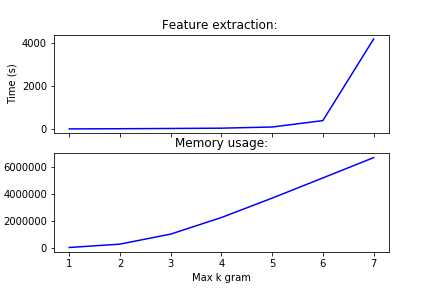 Feature extraction:
4000
2000
0
Time (s)
Memory usage:
6000000
4000000
2000000
0
1 2 3 4 5 6 7
Max k gram